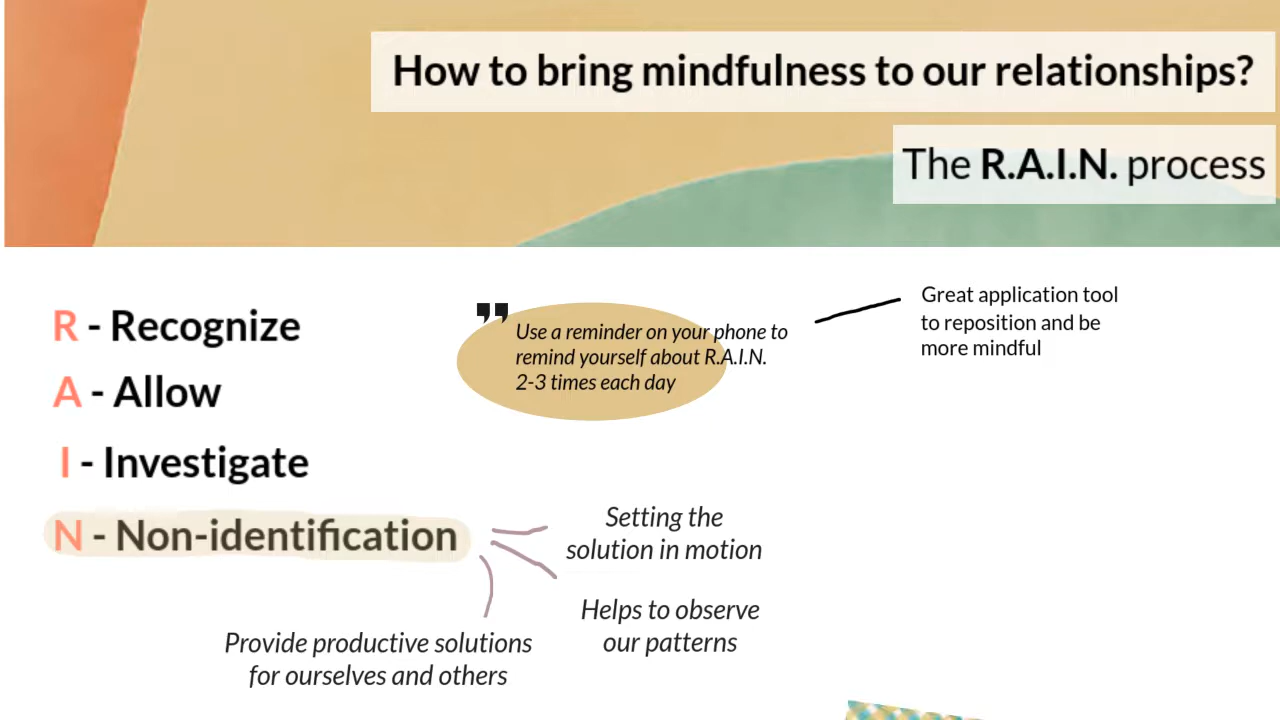 How to bring mindfulness to our relationships?
The R.A.I.N. process
R - Recognize
A - Allow
I - Investigate
N - Non-identification
" Use a reminder on your phone to
remind yourself about R.A.I.N.
2-3 times each day
Great application tool
to reposition and be
more mindful
Setting the
solution in motion
Helps to observe
our patterns
Provide productive solutions
for ourselves and others